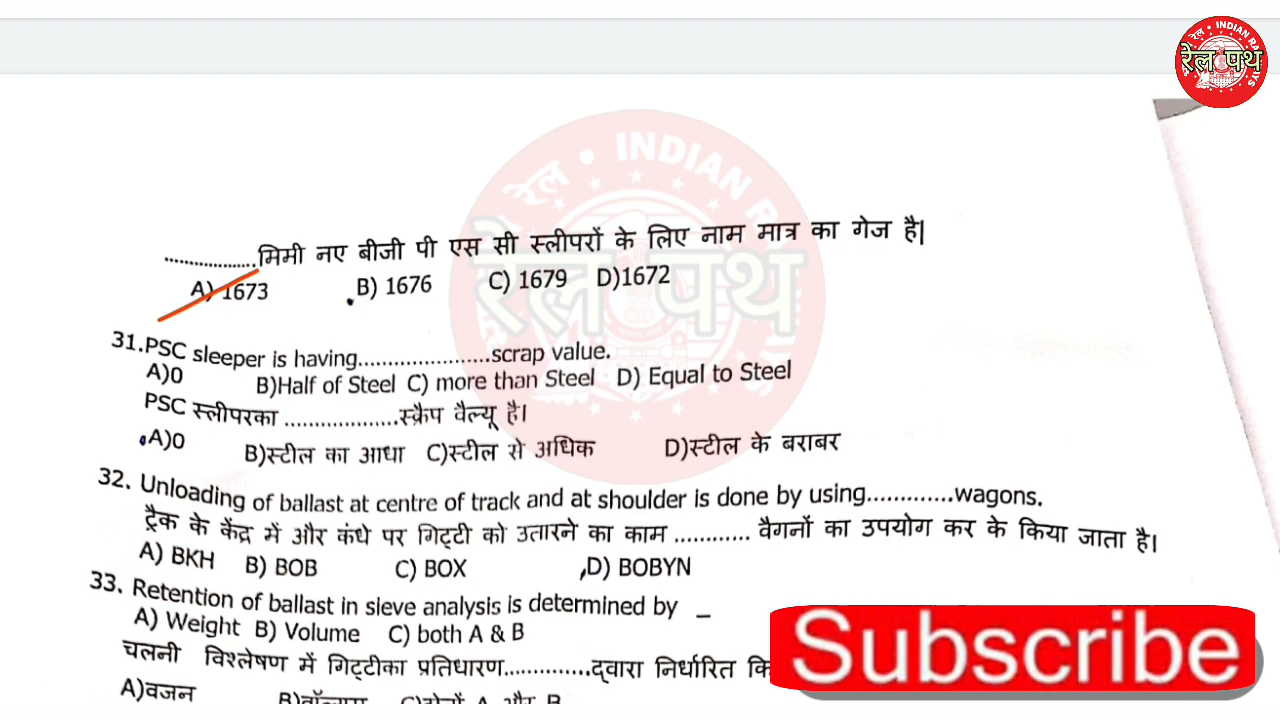 रेल • INDIAN RAILWAYS
रेल पथ
रेल • INDIAN
रेल पथ
..................मिमी नए बीजी पी एस सी स्लीपरों के लिए नाम मात्र का गेज है|
A) 1673 B) 1676 C) 1679 D)1672
31.PSC sleeper is having......................scrap value.
A)0 B)Half of Steel C) more than Steel D) Equal to Steel
PSC स्लीपरका ...................स्क्रैप वैल्यू है।
A)0 B)स्टील का आधा C)स्टील से अधिक D)स्टील के बराबर
32. Unloading of ballast at centre of track and at shoulder is done by using.............wagons.
ट्रैक के केंद्र में और कंधे पर गिट्टी को उतारने का काम ............ वैगनों का उपयोग कर के किया जाता है।
A) BKH B) BOB C) BOX D) BOBYN
33. Retention of ballast in sieve analysis is determined by _
A) Weight B) Volume C) both A & B
चलनी विश्लेषण में गिट्टीका प्रतिधारण.............द्वारा निर्धारित
A)वजन
Subscribe